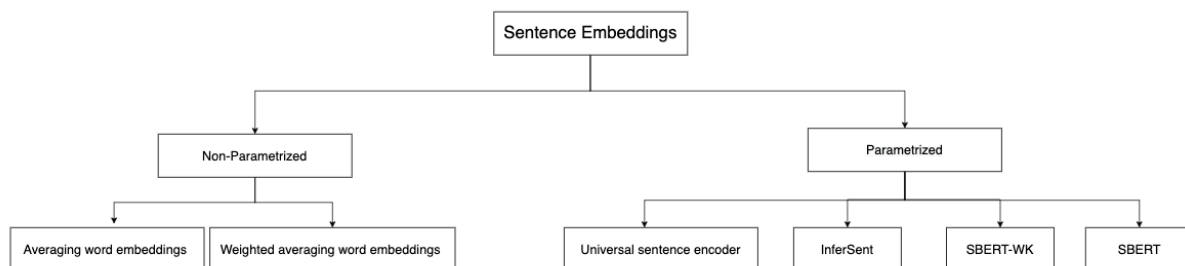 Sentence Embeddings
Non-Parametrized
Parametrized
Averaging word embeddings
Weighted averaging word embeddings
Universal sentence encoder
InferSent
SBERT-WK
SBERT